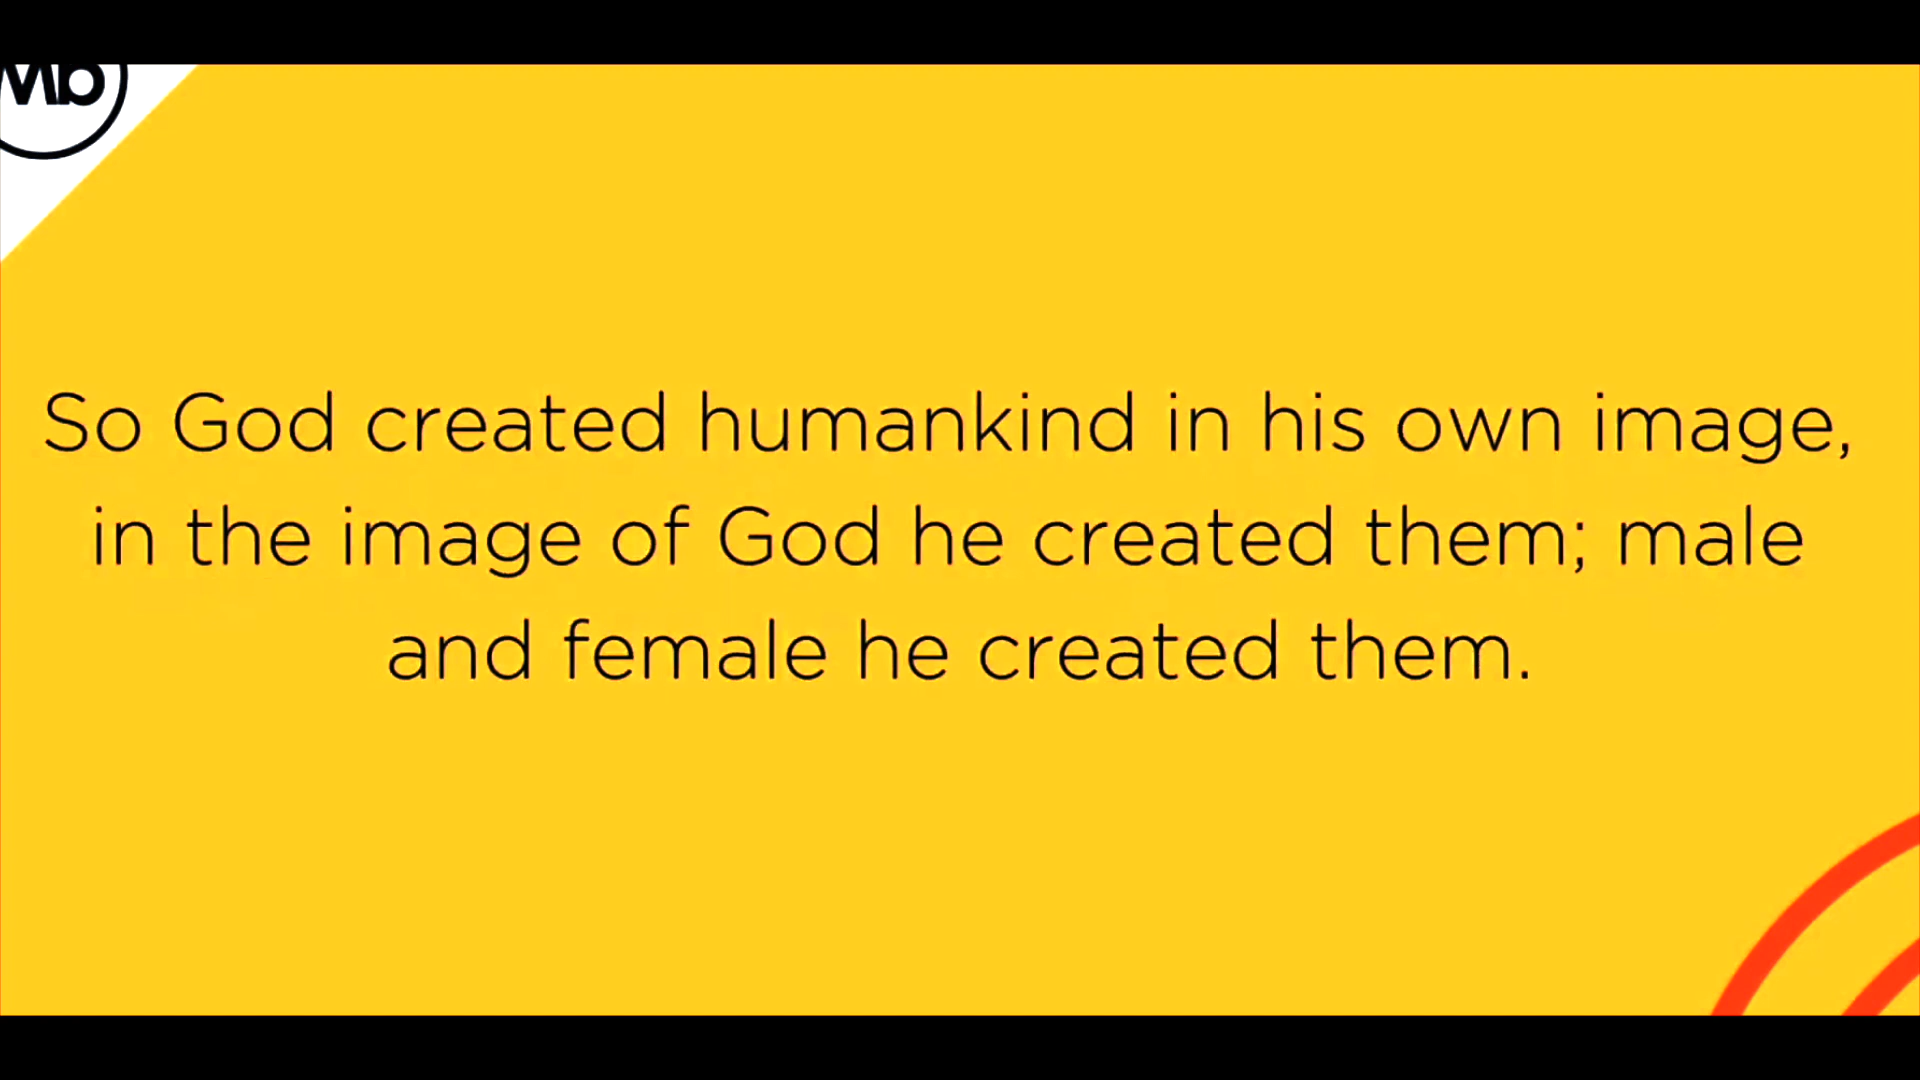 So God created humankind in his own image,
in the image of God he created them; male
and female he created them.